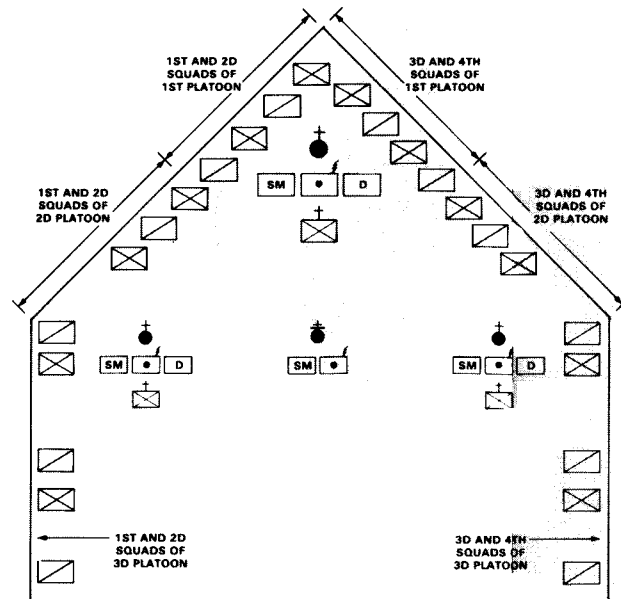 1ST AND 2D
SQUADS OF
1ST PLATOON
3D AND 4TH
SQUADS OF
1ST PLATOON
SM
D
1ST AND 2D
SQUADS OF
2D PLATOON
3D AND 4TH
SQUADS OF
2D PLATOON
SM
D
SM
SM
D
1ST AND 2D
SQUADS OF
3D PLATOON
3D AND 4TH
SQUADS OF
3D PLATOON